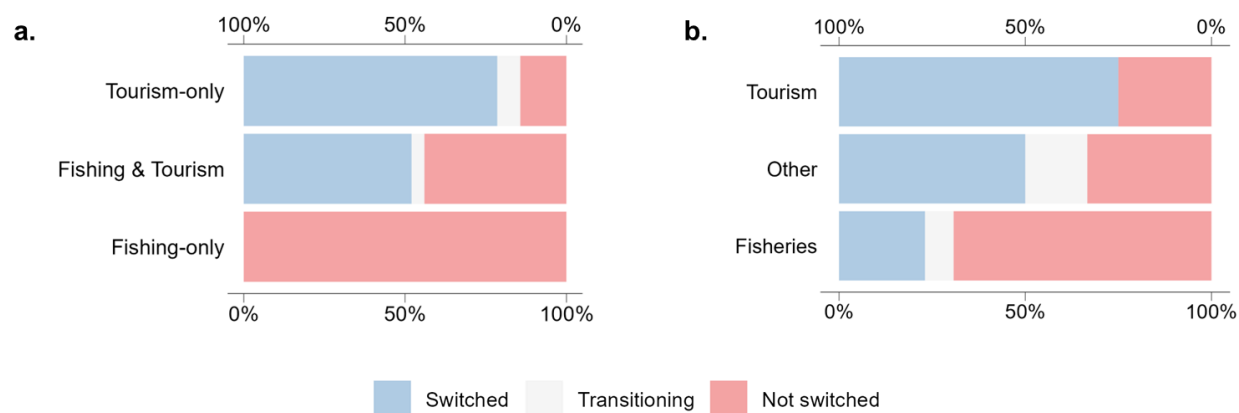 a.
100% 50% 0%
Tourism-only
Fishing & Tourism
Fishing-only
0% 50% 100%
b.
100% 50% 0%
Tourism
Other
Fisheries
0% 50% 100%
Switched Transitioning Not switched